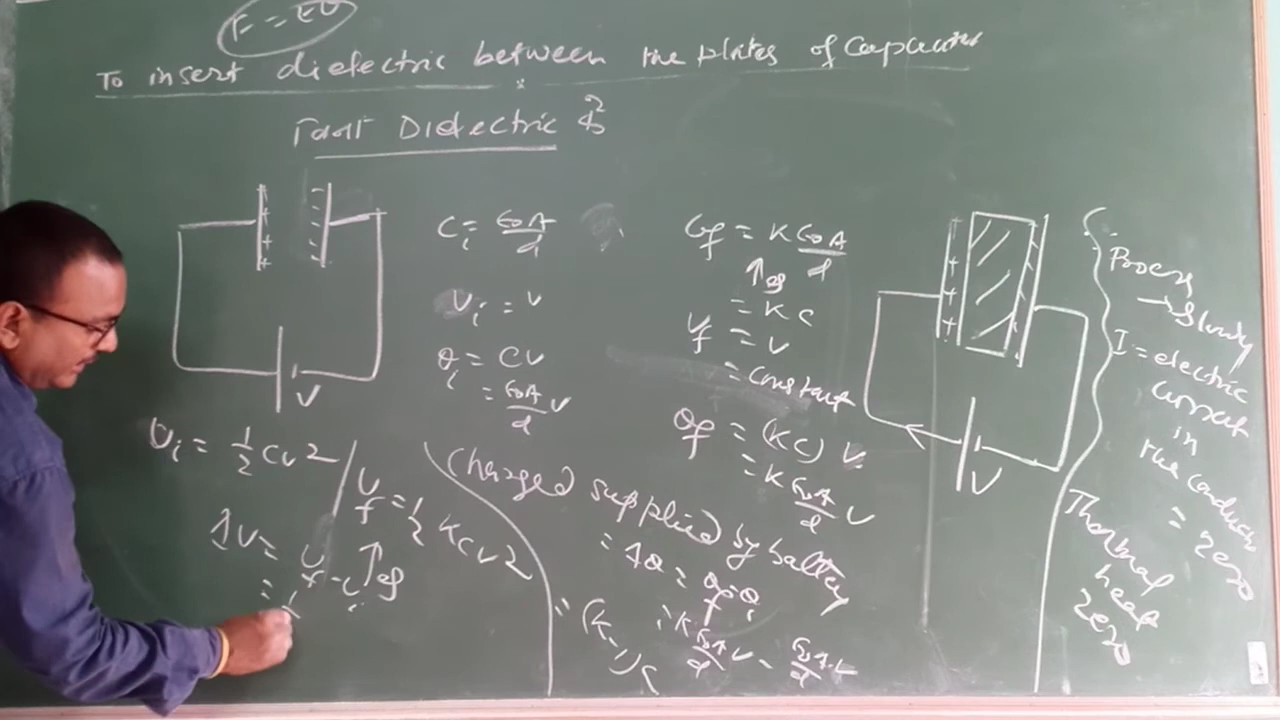 F = EQ
To insert dielectric between the plates of Capacitor
DIelectric
C_i = ε₀A/d
V_i = V
Q_i = CV
= ε₀A/d V
V
U_i = 1/2 CV²
U_f = 1/2 KCV²
ΔU = U_f - U_i
=
C_f = K ε₀A/d
↑es
= KC
V_f = V
= Constant
Q_f = (KC) V
= K ε₀A/d V
Charged supplied by battery
= ΔQ = Q_f - Q_i
= K ε₀A/d V - ε₀A/d V
= (K-1)
V
Process
→ slowly
I = electric
current
in
the conductor
= zero
Thermal
heat
zero